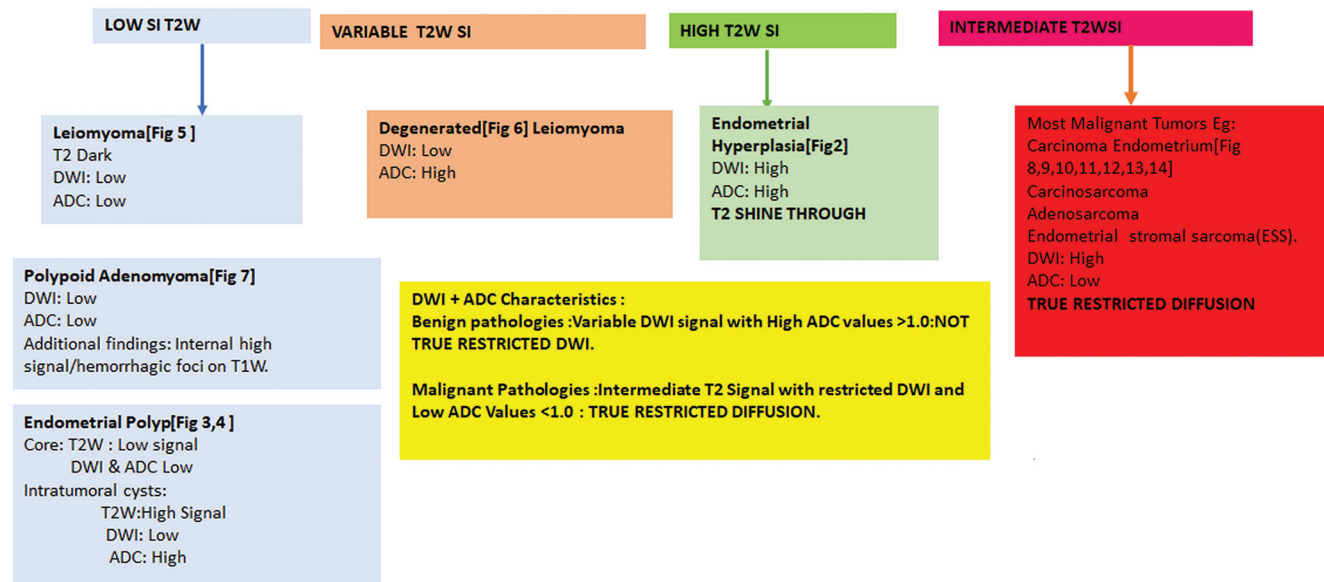 LOW SI T2W
VARIABLE T2W SI
HIGH T2W SI
INTERMEDIATE T2WSI
Leiomyoma[Fig 5 ]
T2 Dark
DWI: Low
ADC: Low
Degenerated[Fig 6] Leiomyoma
DWI: Low
ADC: High
Endometrial
Hyperplasia[Fig2]
DWI: High
ADC: High
T2 SHINE THROUGH
Most Malignant Tumors Eg:
Carcinoma Endometrium[Fig
8,9,10,11,12,13,14]
Carcinosarcoma
Adenosarcoma
Endometrial stromal sarcoma(ESS).
DWI: High
ADC: Low
TRUE RESTRICTED DIFFUSION
Polypoid Adenomyoma[Fig 7]
DWI: Low
ADC: Low
Additional findings: Internal high
signal/hemorrhagic foci on T1W.
DWI + ADC Characteristics :
Benign pathologies :Variable DWI signal with High ADC values >1.0:NOT
TRUE RESTRICTED DWI.
Malignant Pathologies :Intermediate T2 Signal with restricted DWI and
Low ADC Values <1.0 : TRUE RESTRICTED DIFFUSION.
Endometrial Polyp[Fig 3,4 ]
Core: T2W : Low signal
DWI & ADC Low
Intratumoral cysts:
T2W:High Signal
DWI: Low
ADC: High